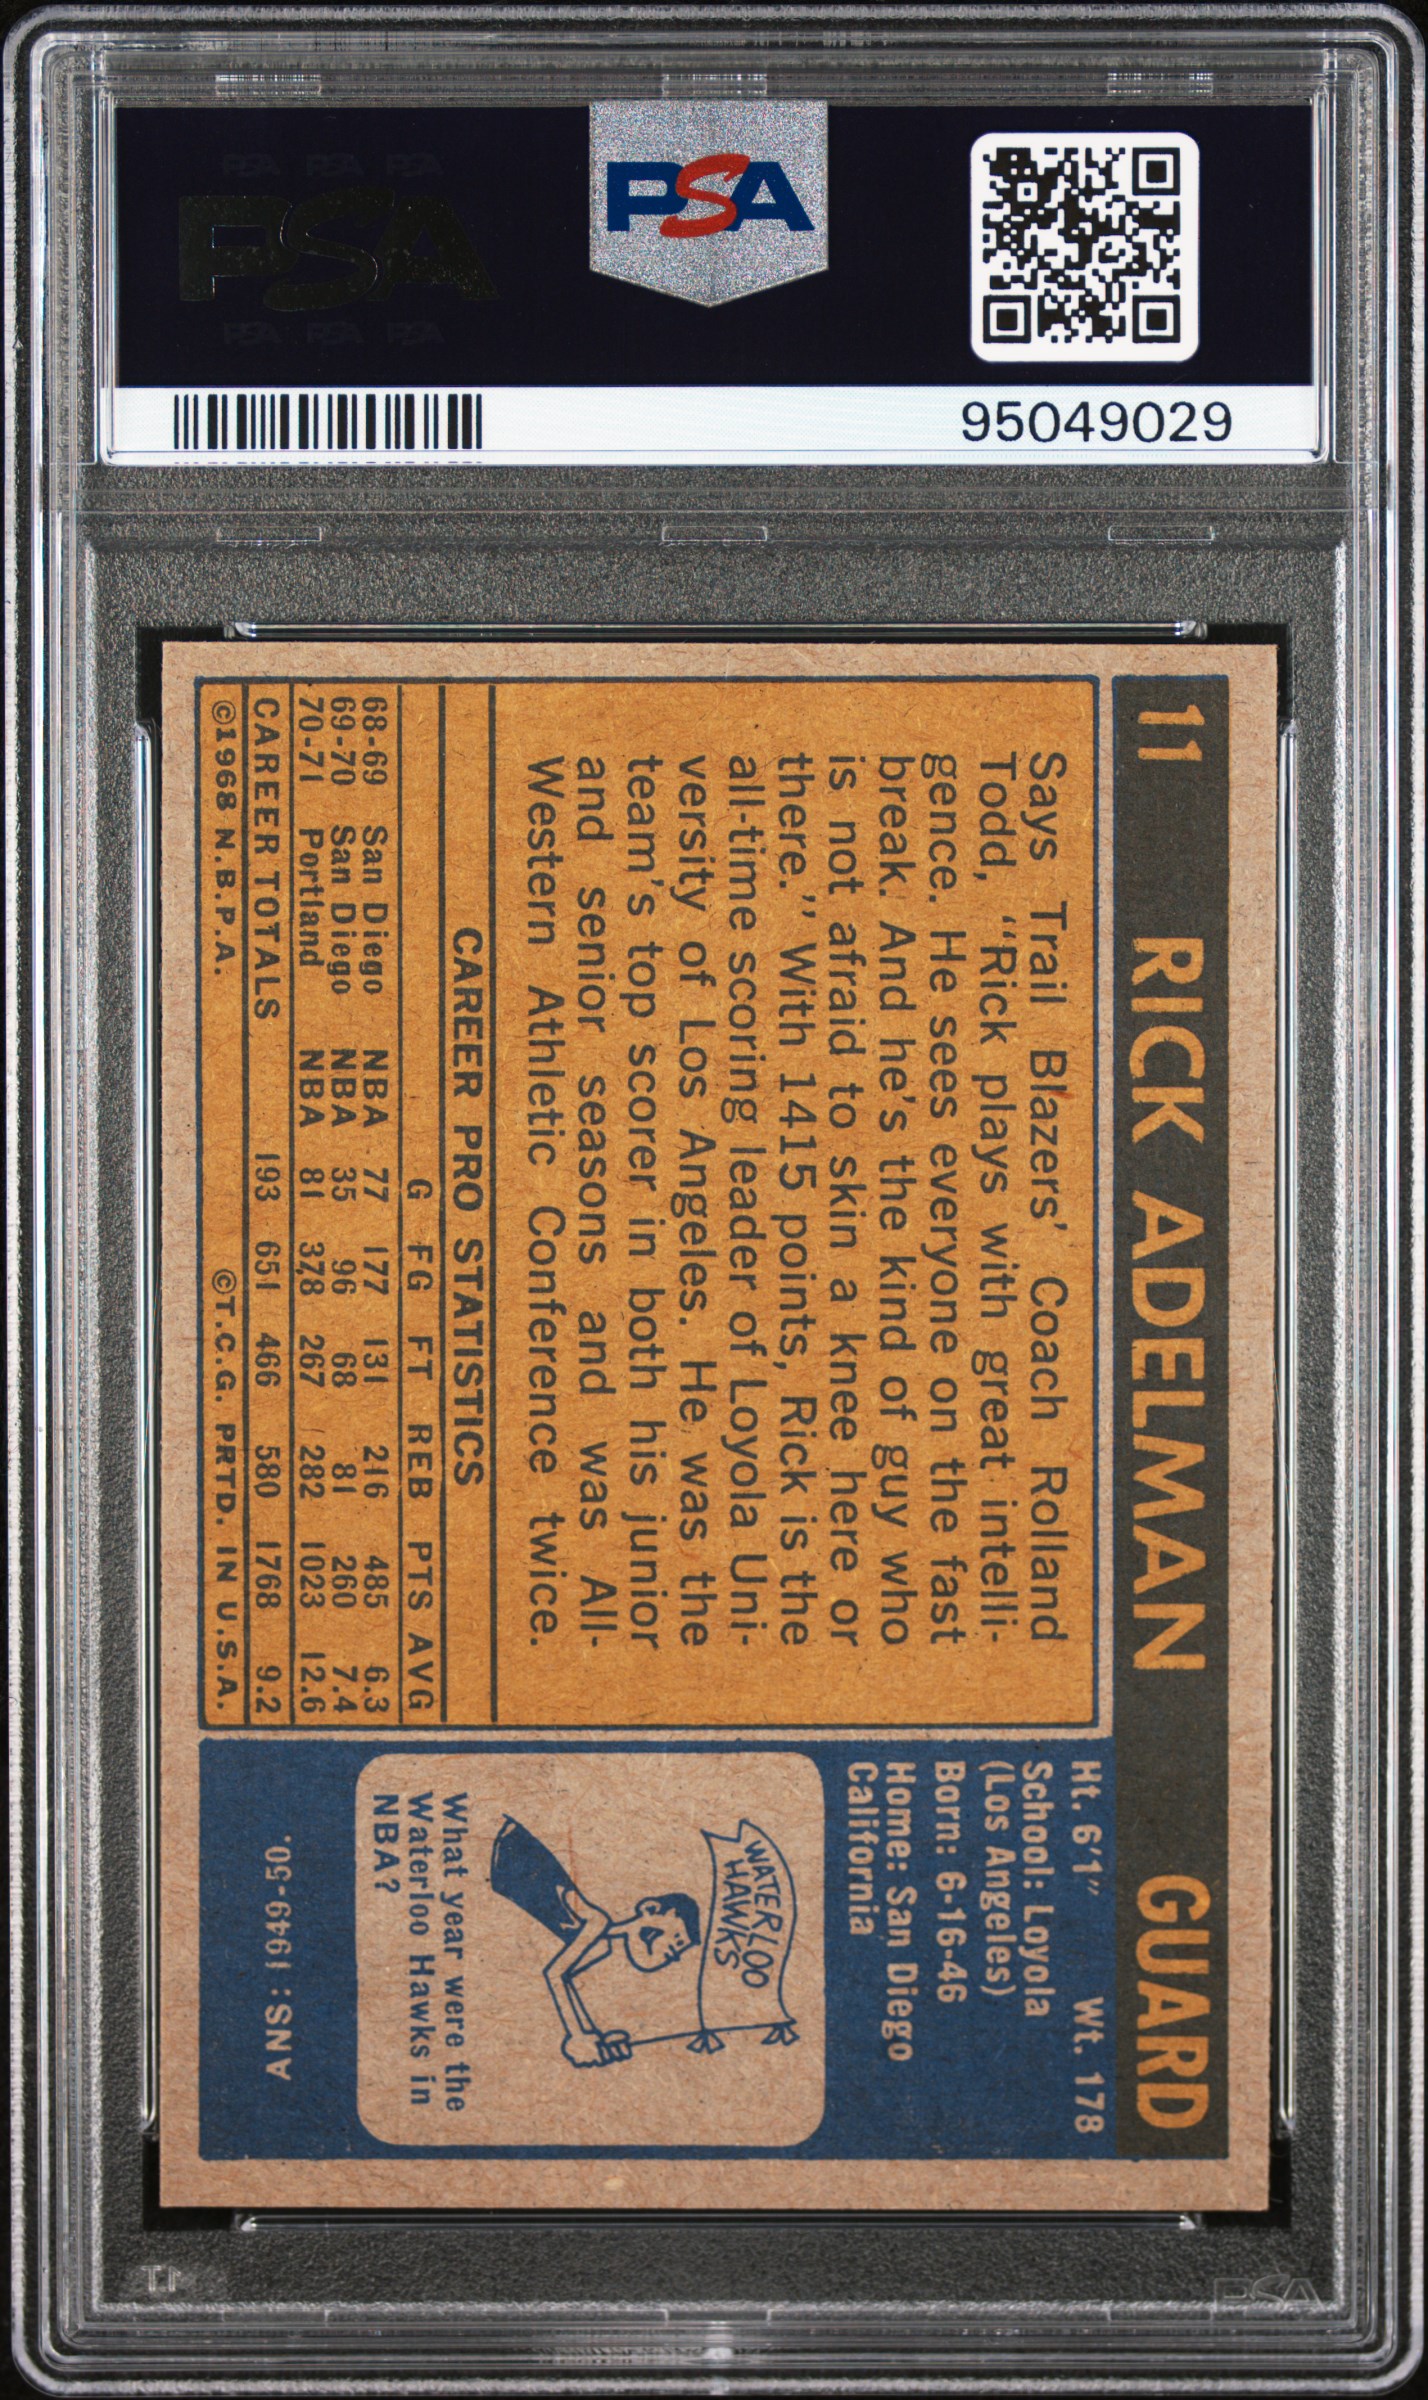 PSA PSA PSA
PSA
PSA PSA PSA
PSA
95049029
11 RICK ADELMAN GUARD
Says Trail Blazers' Coach Rolland
Todd, "Rick plays with great intelli-
gence. He sees everyone on the fast
break. And he's the kind of guy who
is not afraid to skin a knee here or
there." With 1415 points, Rick is the
all-time scoring leader of Loyola Uni-
versity of Los Angeles. He was the
team's top scorer in both his junior
and senior seasons and was All-
Western Athletic Conference twice.
CAREER PRO STATISTICS
G FG FT REB PTS AVG
68-69 San Diego NBA 77 177 131 216 485 6.3
69-70 San Diego NBA 35 96 68 81 260 7.4
70-71 Portland NBA 81 378 267 282 1023 12.6
CAREER TOTALS 193 651 466 580 1768 9.2
©1968 N.B.P.A. ©T.C.G. PRTD. IN U.S.A.
Ht. 6'1" Wt. 178
School: Loyola
(Los Angeles)
Born: 6-16-46
Home: San Diego
California
WATERLOO
HAWKS
What year were the
Waterloo Hawks in
NBA?
ANS: 1949-50.
PSA